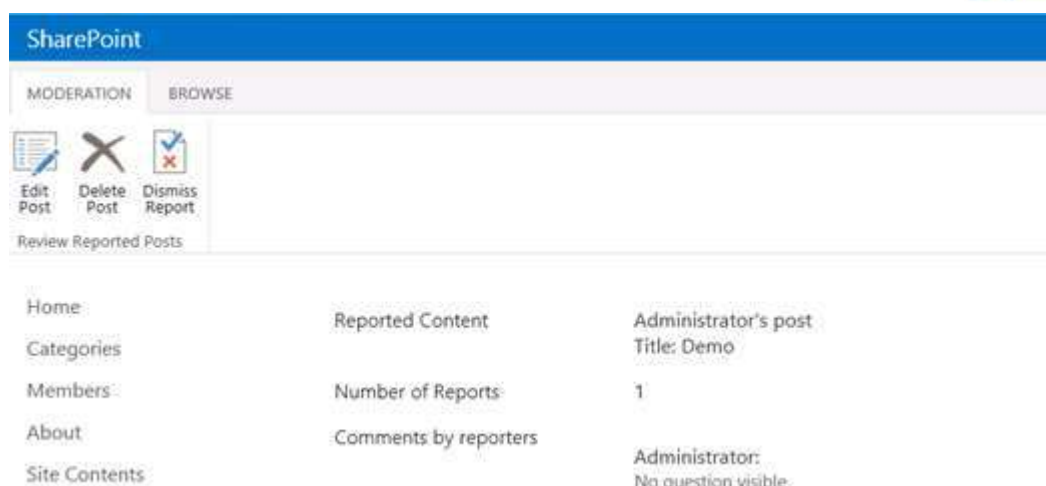 SharePoint
MODERATION BROWSE
Edit Post Delete Post Dismiss Report
Review Reported Posts
Home
Categories
Members
About
Site Contents
Reported Content Administrator's post
Title: Demo
Number of Reports 1
Comments by reporters
Administrator:
No question visible